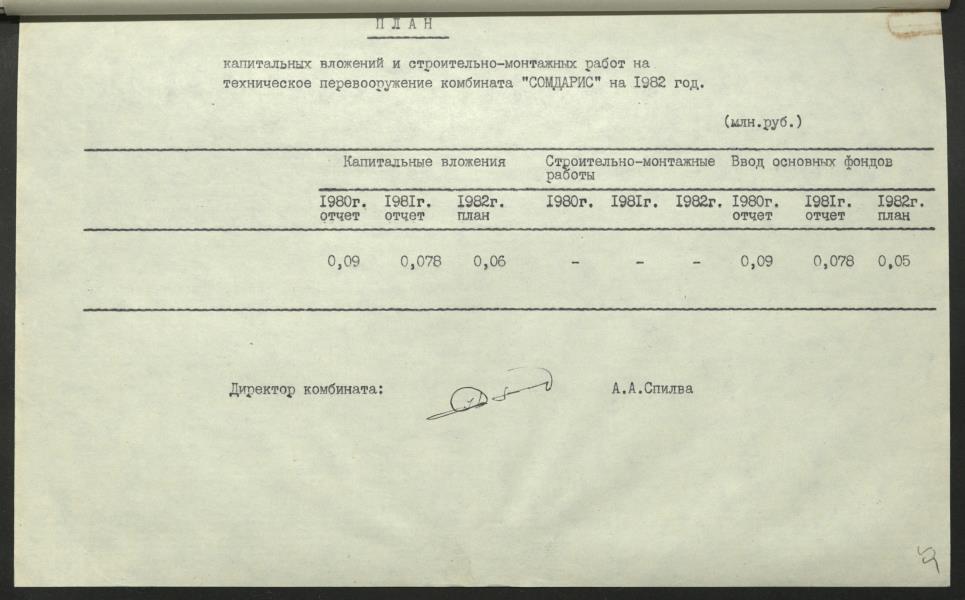 ПЛАН
капитальных вложений и строительно-монтажных работ на
техническое перевооружение комбината "СОМДАРИС" на 1982 год.
(млн.руб.)
Капитальные вложения Строительно-монтажные Ввод основных фондов
работы
1980г. 1981г. 1982г. 1980г. 1981г. 1982г. 1980г. 1981г. 1982г.
отчет отчет план отчет отчет план
0,09 0,078 0,06 - - - 0,09 0,078 0,05
Директор комбината: А.А.Спилва